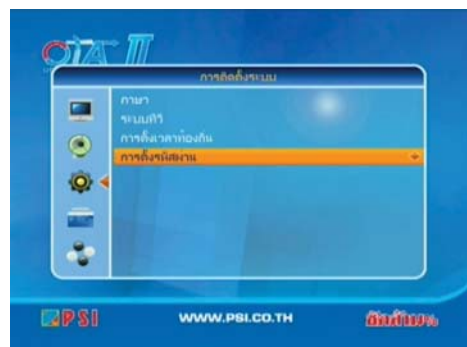 OTA II
การติดตั้งระบบ
ภาษา
ระบบทีวี
การตั้งเวลาท้องถิ่น
การตั้งรหัสผ่าน
PSI
WWW.PSI.CO.TH